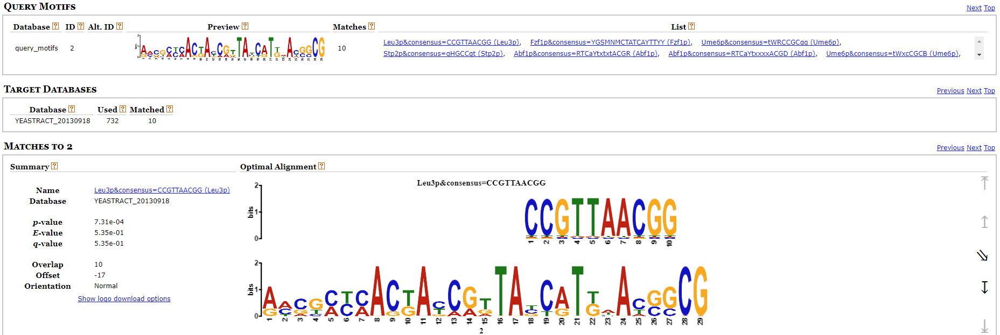 QUERY MOTIFS
Next Top
Database ? ID ? Alt. ID ? Preview ? Matches ? List ?
query_motifs 2 10
Leu3p&consensus=CCGTTAACGG (Leu3p), Fzf1p&consensus=YGSMNMCTATCAYTTYY (Fzf1p), Ume6p&consensus=tWRCCGCgg (Ume6p),
Stp2p&consensus=gHGCCgt (Stp2p), Abf1p&consensus=RTCaYtxtxtACGR (Abf1p), Abf1p&consensus=RTCaYtxxxxACGD (Abf1p), Ume6p&consensus=tWxcCGCB (Ume6p),
TARGET DATABASES
Previous Next Top
Database ? Used ? Matched ?
YEASTRACT_20130918 732 10
MATCHES TO 2
Previous Next Top
Summary ?
Name Leu3p&consensus=CCGTTAACGG (Leu3p)
Database YEASTRACT_20130918
p-value 7.31e-04
E-value 5.35e-01
q-value 5.35e-01
Overlap 10
Offset -17
Orientation Normal
Show logo download options
Optimal Alignment ?
Leu3p&consensus=CCGTTAACGG
2
bits
1
0
CCGTTAACGG
1 2 3 4 5 6 7 8 9 10
2
bits
1
0
1 2 3 4 5 6 7 8 9 10 11 12 13 14 15 16 17 18 19 20 21 22 23 24 25 26 27 28 29
2